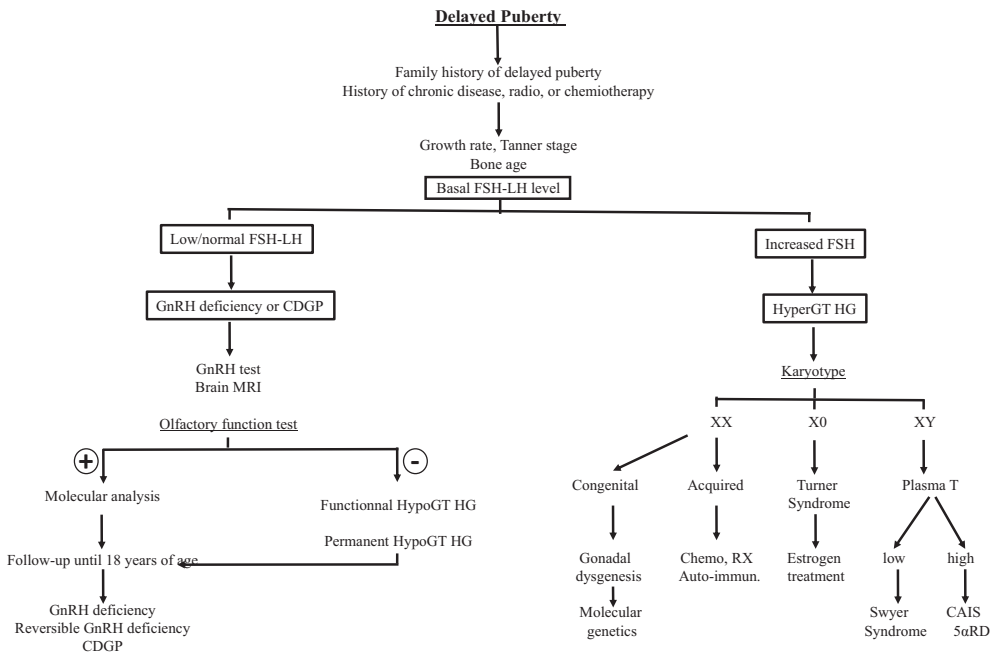 Delayed Puberty
Family history of delayed puberty
History of chronic disease, radio, or chemiotherapy
Growth rate, Tanner stage
Bone age
Basal FSH-LH level
Low/normal FSH-LH
GnRH deficiency or CDGP
GnRH test
Brain MRI
Olfactory function test
+
-
Molecular analysis
Functionnal HypoGT HG
Permanent HypoGT HG
Follow-up until 18 years of age
GnRH deficiency
Reversible GnRH deficiency
CDGP
Increased FSH
HyperGT HG
Karyotype
XX
X0
XY
Congenital
Acquired
Turner
Syndrome
Plasma T
Gonadal
dysgenesis
Chemo, RX
Auto-immun.
Estrogen
treatment
low
high
Molecular
genetics
Swyer
Syndrome
CAIS
5αRD